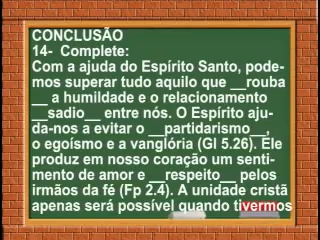 CONCLUSÃO
14- Complete:
Com a ajuda do Espírito Santo, pode-
mos superar tudo aquilo que __rouba
__ a humildade e o relacionamento
__sadio__ entre nós. O Espírito aju-
da-nos a evitar o __partidarismo__,
o egoísmo e a vanglória (Gl 5.26). Ele
produz em nosso coração um senti-
mento de amor e __respeito__ pelos
irmãos da fé (Fp 2.4). A unidade cristã
apenas será possível quando tivermos